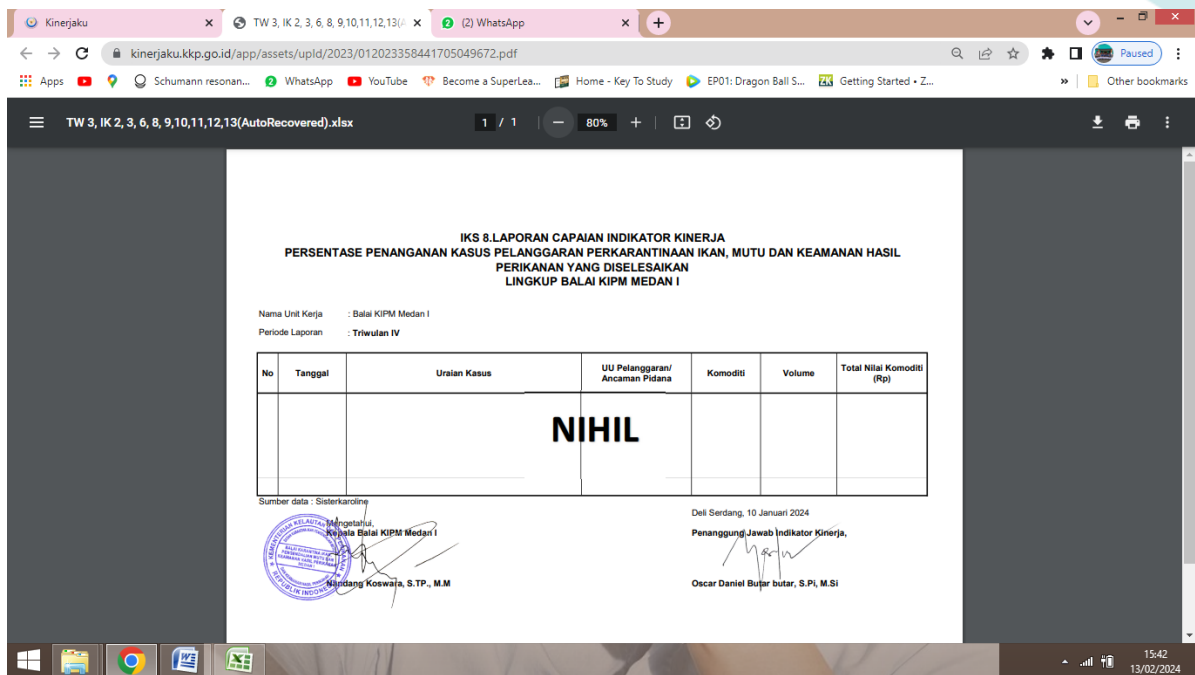 Kinerjaku
TW 3, IK 2, 3, 6, 8, 9,10,11,12,13(
(2) WhatsApp
kinerjaku.kkp.go.id/app/assets/upld/2023/012023358441705049672.pdf
Paused
Apps
Schumann resonan...
WhatsApp
YouTube
Become a SuperLea...
Home - Key To Study
EP01: Dragon Ball S...
Getting Started • Z...
»
Other bookmarks
TW 3, IK 2, 3, 6, 8, 9,10,11,12,13(AutoRecovered).xlsx
1 / 1
80%
IKS 8.LAPORAN CAPAIAN INDIKATOR KINERJA
PERSENTASE PENANGANAN KASUS PELANGGARAN PERKARANTINAAN IKAN, MUTU DAN KEAMANAN HASIL
PERIKANAN YANG DISELESAIKAN
LINGKUP BALAI KIPM MEDAN I
Nama Unit Kerja : Balai KIPM Medan I
Periode Laporan : Triwulan IV
No Tanggal Uraian Kasus UU Pelanggaran/ Komoditi Volume Total Nilai Komoditi
Ancaman Pidana (Rp)
NIHIL
Sumber data : Sisterkaroline
Deli Serdang, 10 Januari 2024
Mengetahui,
Kepala Balai KIPM Medan I
Penanggung Jawab Indikator Kinerja,
Nandang Koswara, S.TP., M.M
Oscar Daniel Butar butar, S.Pi, M.Si
REPUBLIK INDONESIA
15:42
13/02/2024